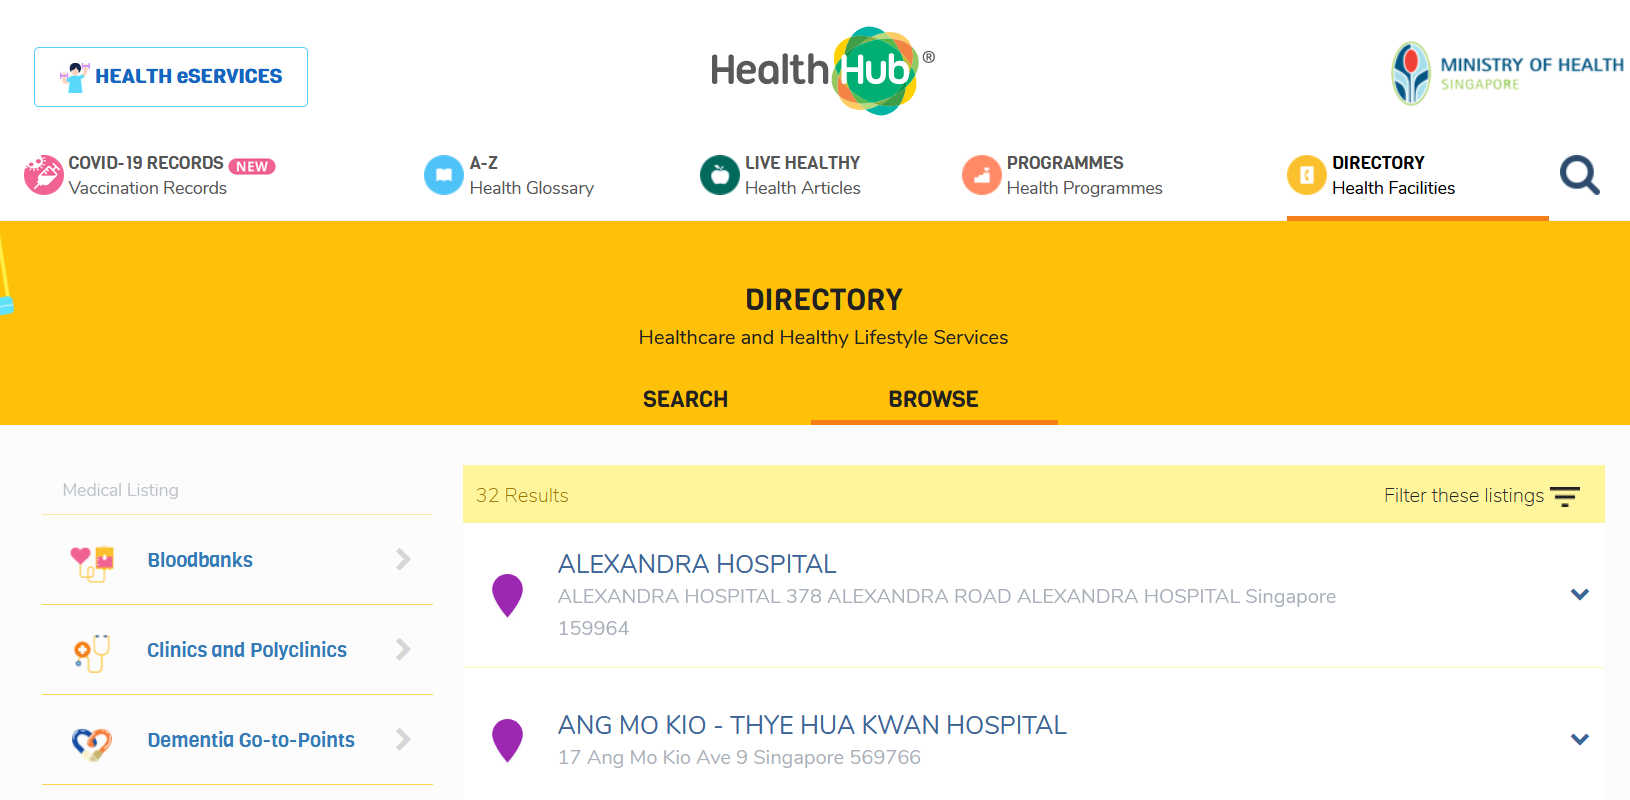 HEALTH eSERVICES
Health Hub ®
MINISTRY OF HEALTH
SINGAPORE
COVID-19 RECORDS NEW
Vaccination Records
A-Z
Health Glossary
LIVE HEALTHY
Health Articles
PROGRAMMES
Health Programmes
DIRECTORY
Health Facilities
DIRECTORY
Healthcare and Healthy Lifestyle Services
SEARCH
BROWSE
Medical Listing
Bloodbanks
Clinics and Polyclinics
Dementia Go-to-Points
32 Results
Filter these listings
ALEXANDRA HOSPITAL
ALEXANDRA HOSPITAL 378 ALEXANDRA ROAD ALEXANDRA HOSPITAL Singapore
159964
ANG MO KIO - THYE HUA KWAN HOSPITAL
17 Ang Mo Kio Ave 9 Singapore 569766